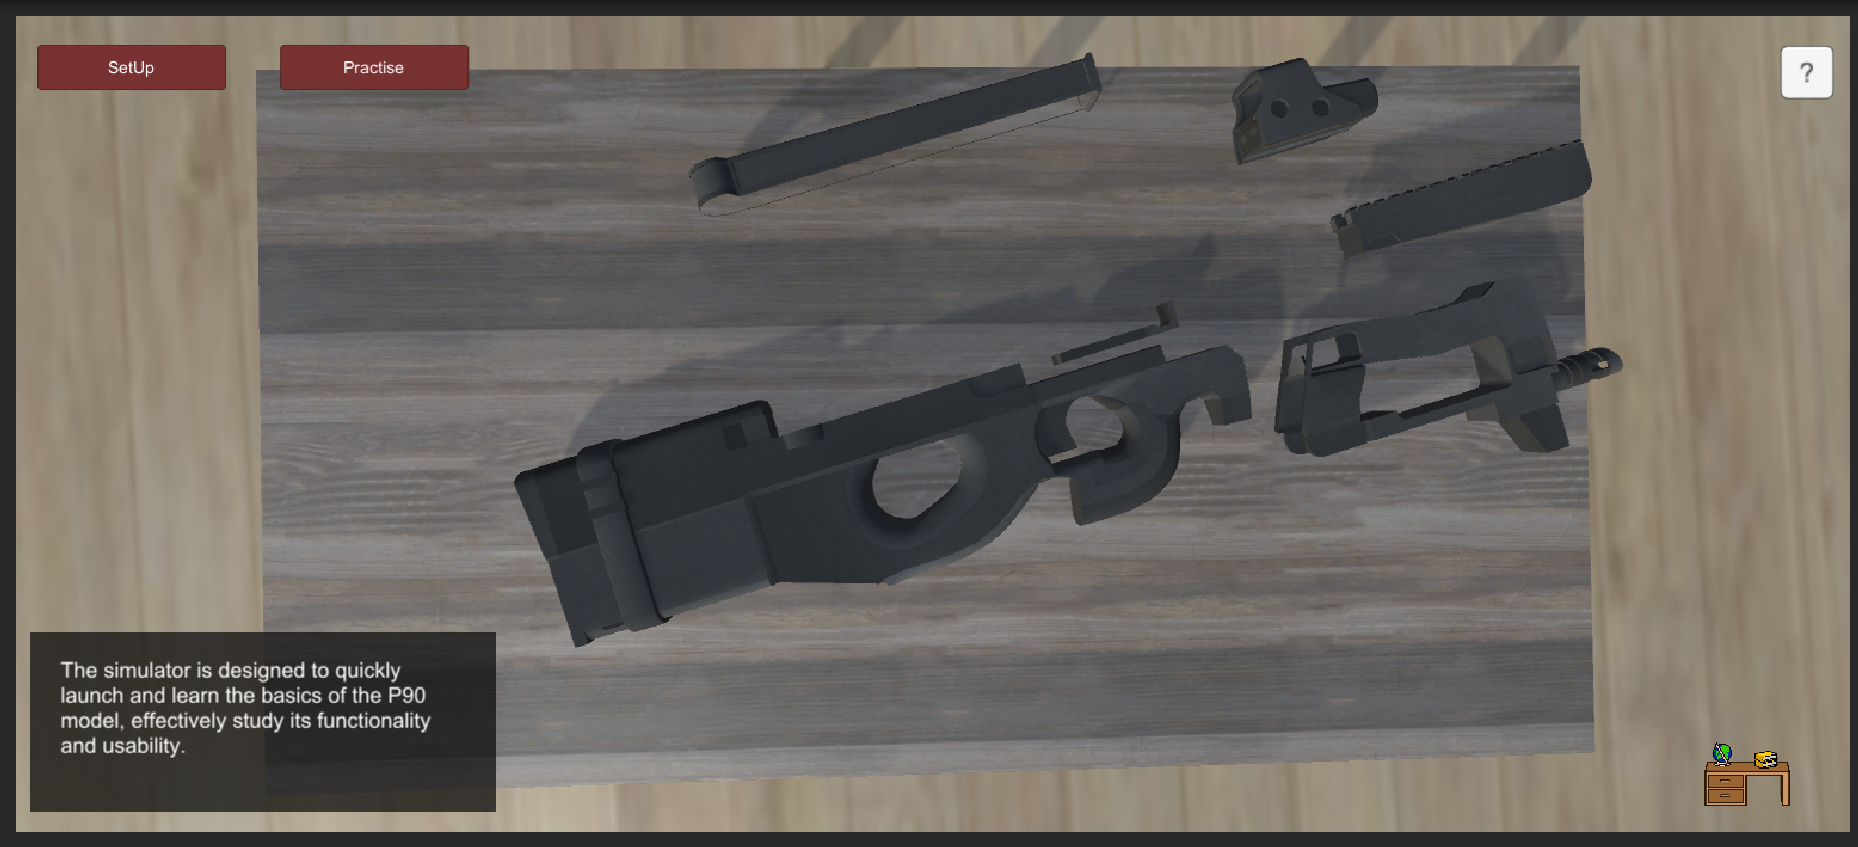 SetUp
Practise
?
The simulator is designed to quickly
launch and learn the basics of the P90
model, effectively study its functionality
and usability.